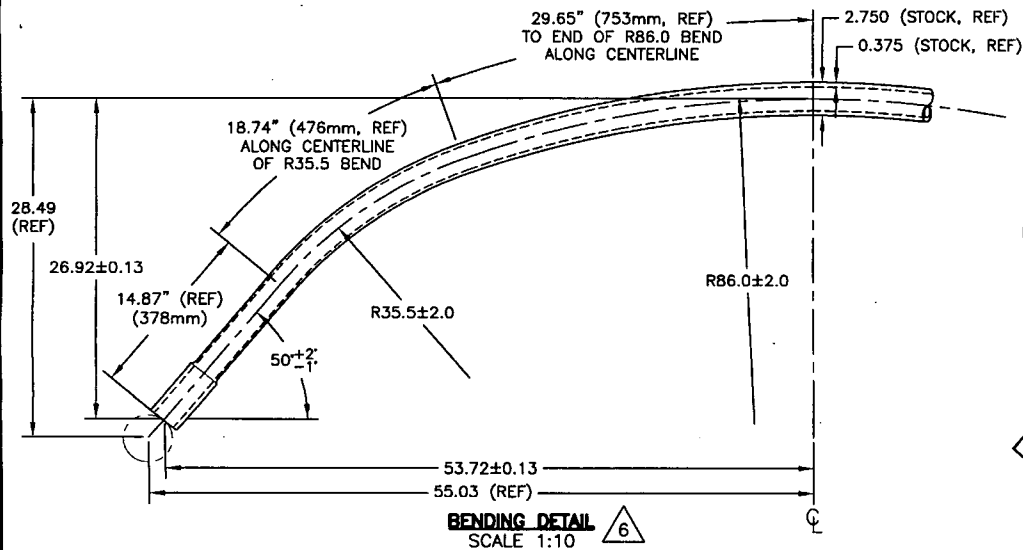 29.65" (753mm, REF)
TO END OF R86.0 BEND
ALONG CENTERLINE
2.750 (STOCK, REF)
0.375 (STOCK, REF)
18.74" (476mm, REF)
ALONG CENTERLINE
OF R35.5 BEND
28.49
(REF)
26.92±0.13
14.87" (REF)
(378mm)
R35.5±2.0
R86.0±2.0
50°+2°
-1°
53.72±0.13
55.03 (REF)
BENDING DETAIL 6
SCALE 1:10
℄